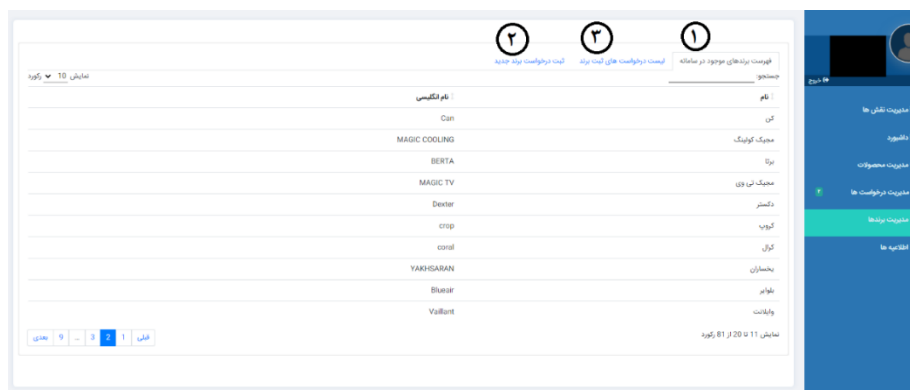 ۱
۳
۲
فهرست برندهای موجود در سامانه
لیست درخواست های ثبت برند
ثبت درخواست برند جدید
جستجو:
نمایش 10 رکورد
نام
نام انگلیسی
کن
Can
مجیک کولینگ
MAGIC COOLING
برتا
BERTA
مجیک تی وی
MAGIC TV
دکستر
Dexter
کروپ
crop
کرال
coral
یخساران
YAKHSARAN
بلوایر
Blueair
وایلانت
Vaillant
نمایش 11 تا 20 از 81 رکورد
قبلی 1 2 3 … 9 بعدی
خروج
مدیریت نقش ها
داشبورد
مدیریت محصولات
مدیریت درخواست ها
مدیریت برندها
اطلاعیه ها